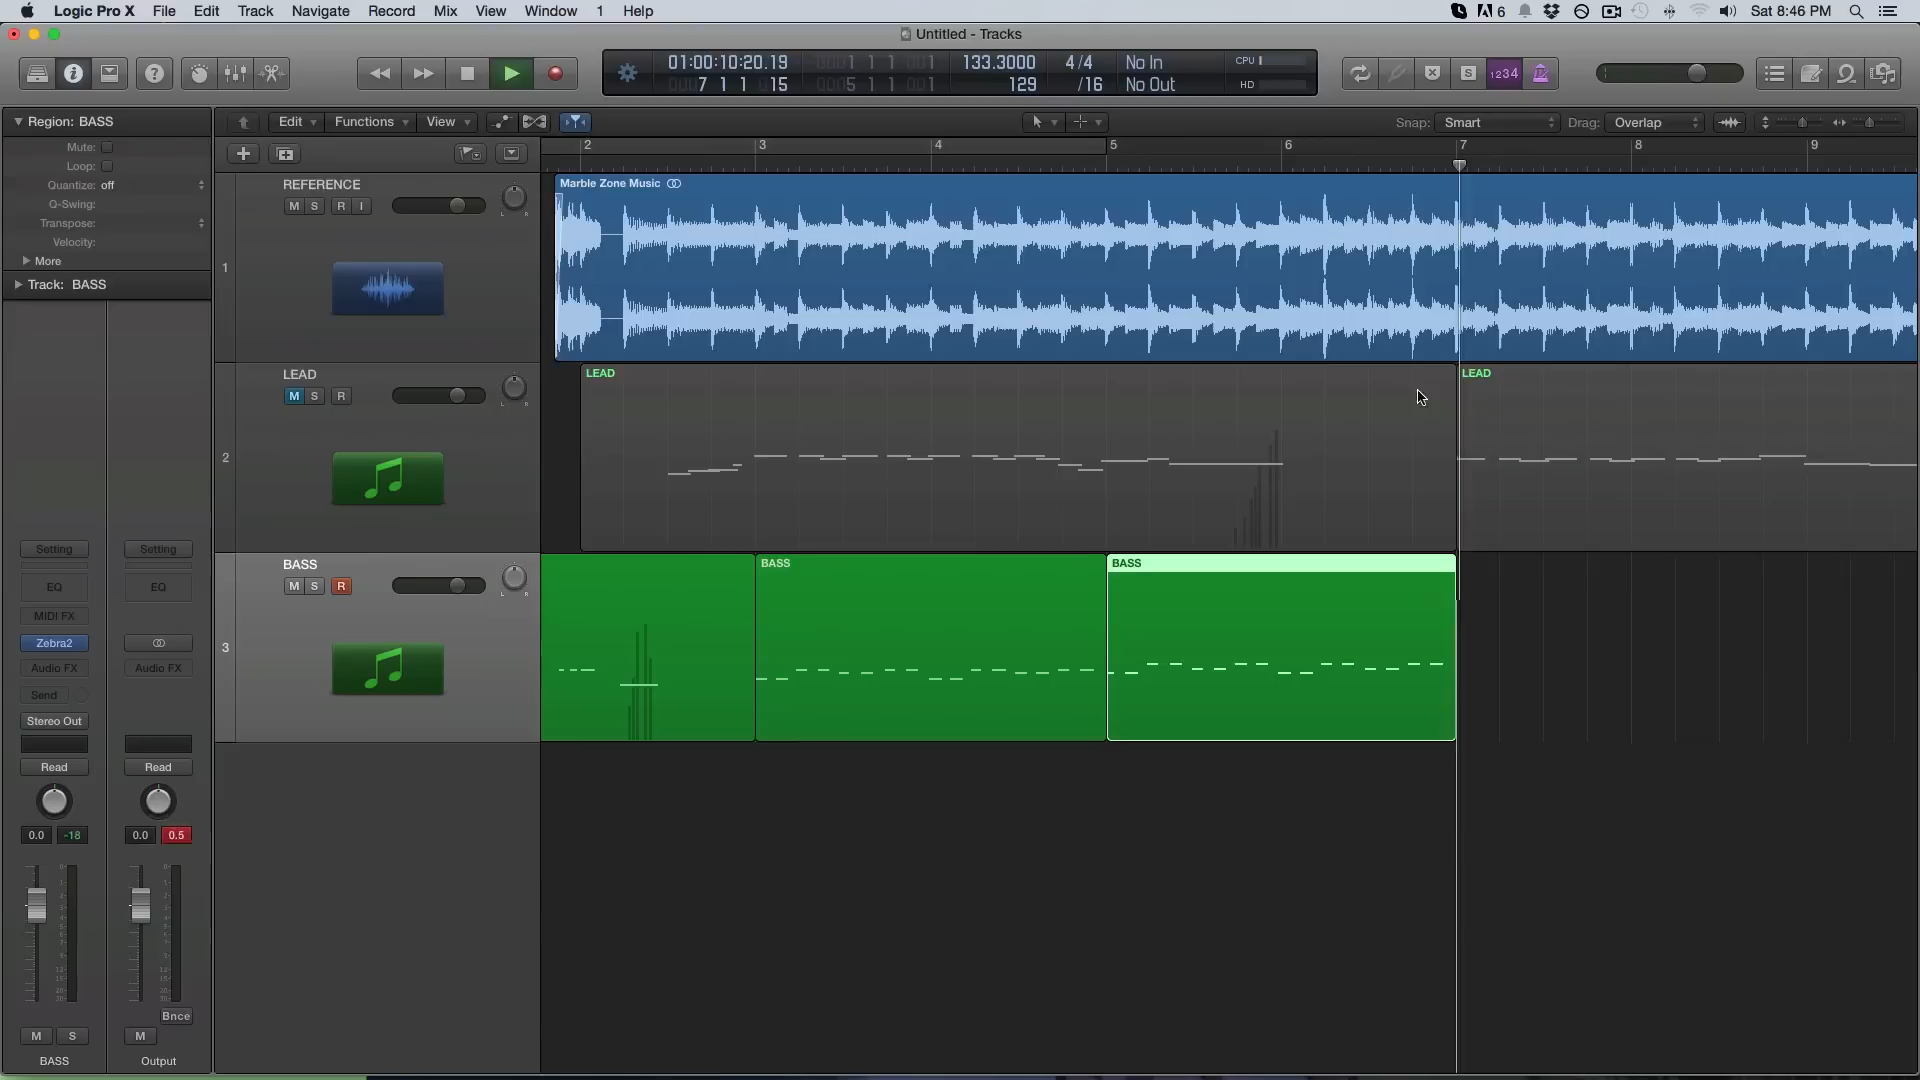 Logic Pro X File Edit Track Navigate Record Mix View Window 1 Help 6 Sat 8:46 PM
Untitled - Tracks
01:00:10:20.19 133.3000 4/4 No In CPU
7 1 1 15 129 /16 No Out HD
S 1234
Region: BASS Edit Functions View Snap: Smart Drag: Overlap
Mute:
Loop:
Quantize: off
Q-Swing:
Transpose:
Velocity:
More
Track: BASS
2 3 4 5 6 7 8 9
1
REFERENCE
M S R I
L R
Marble Zone Music
2
LEAD
M S R
L R
LEAD
LEAD
3
BASS
M S R
L R
BASS
BASS
Setting Setting
EQ EQ
MIDI FX
Zebra2
Audio FX Audio FX
Send
Stereo Out
Read Read
0.0 -18 0.0 0.5
Bnce
M S M
BASS Output